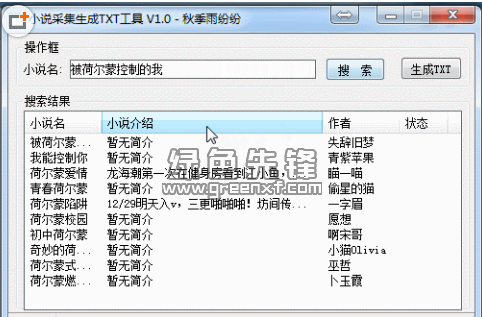 小说采集生成TXT工具 V1.0 - 秋季雨纷纷
操作框
小说名: 被荷尔蒙控制的我 搜 索 生成TXT
搜索结果
小说名 小说介绍 作者 状态
被荷尔蒙... 暂无简介 失辞旧梦
我能控制你 暂无简介 青紫苹果
荷尔蒙爱情 龙海潮第一次在健身房看到江小鱼, 瞄一喵
青春荷尔蒙 暂无简介 偷星的猫
荷尔蒙陷阱 12/29明天入v,三更啪啪啪!坊间传... 一字眉
荷尔蒙校园 暂无简介 愿想
初中荷尔蒙 暂无简介 啊宋哥
奇妙的荷... 暂无简介 小猫Olivia
荷尔蒙式... 暂无简介 巫哲
荷尔蒙燃... 暂无简介 卜玉霞
绿色先锋
www.greenxf.com